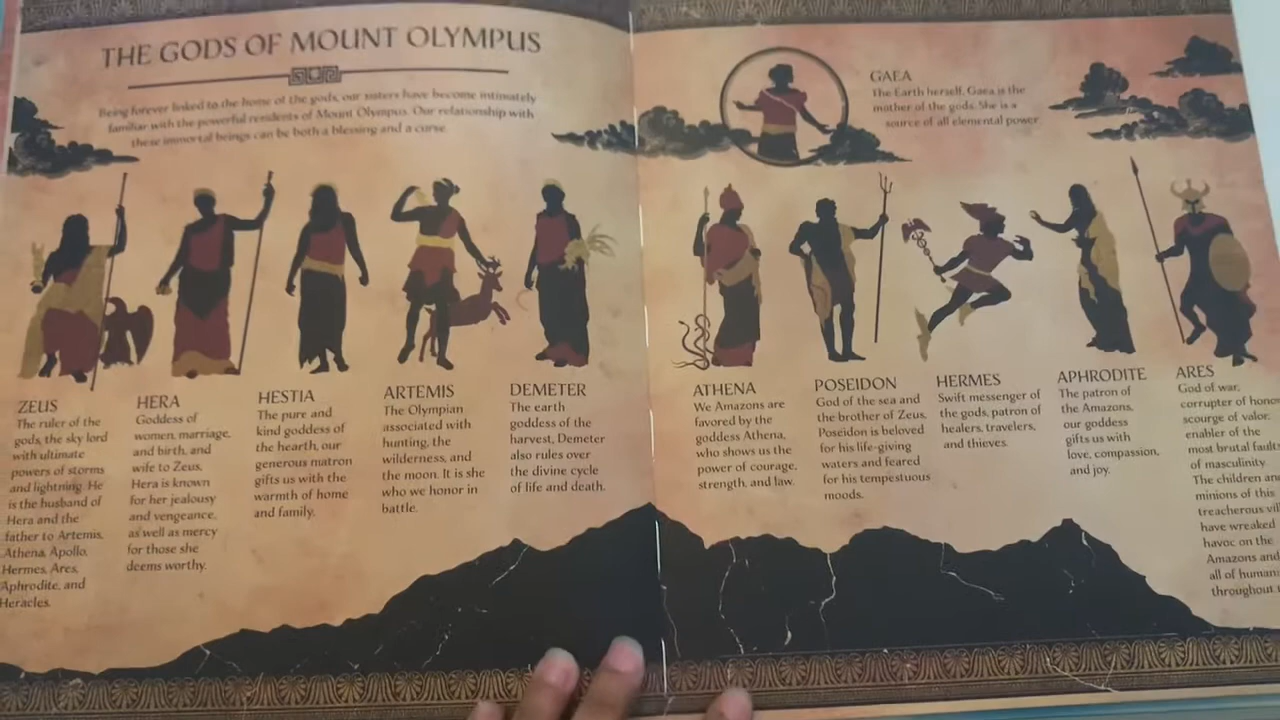 THE GODS OF MOUNT OLYMPUS
Being forever linked to the home of the gods, our sisters have become intimately
familiar with the powerful residents of Mount Olympus. Our relationship with
these immortal beings can be both a blessing and a curse.
GAEA
The Earth herself, Gaea is the
mother of the gods. She is a
source of all elemental power
ZEUS
The ruler of the
gods, the sky lord
with ultimate
powers of storms
and lightning. He
is the husband of
Hera and the
father to Artemis,
Athena, Apollo,
Hermes, Ares,
Aphrodite, and
Heracles.
HERA
Goddess of
women, marriage,
and birth, and
wife to Zeus,
Hera is known
for her jealousy
and vengeance,
as well as mercy
for those she
deems worthy.
HESTIA
The pure and
kind goddess of
the hearth, our
generous matron
gifts us with the
warmth of home
and family.
ARTEMIS
The Olympian
associated with
hunting, the
wilderness, and
the moon. It is she
who we honor in
battle.
DEMETER
The earth
goddess of the
harvest, Demeter
also rules over
the divine cycle
of life and death.
ATHENA
We Amazons are
favored by the
goddess Athena,
who shows us the
power of courage,
strength, and law.
POSEIDON
God of the sea and
the brother of Zeus,
Poseidon is beloved
for his life-giving
waters and feared
for his tempestuous
moods.
HERMES
Swift messenger of
the gods, patron of
healers, travelers,
and thieves.
APHRODITE
The patron of
the Amazons,
our goddess
gifts us with
love, compassion,
and joy.
ARES
God of war,
corrupter of
scourge of valor,
enabler of the
most brutal
of masculinity.
The children
minions of this
treacherous
have wreaked
havoc on the
Amazons and
all of
throughout